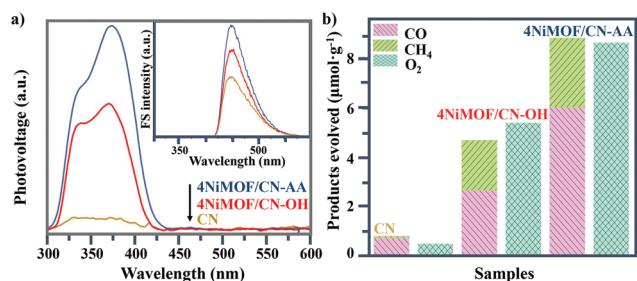 a)
Photovoltage (a.u.)
FS intensity (a.u.)
350 500
Wavelength (nm)
4NiMOF/CN-AA
4NiMOF/CN-OH
CN
300 350 400 450 500 550 600
Wavelength (nm)
b)
Products evolved (μmol·g⁻¹)
8
6
4
2
0
CO
CH₄
O₂
4NiMOF/CN-AA
4NiMOF/CN-OH
CN
Samples